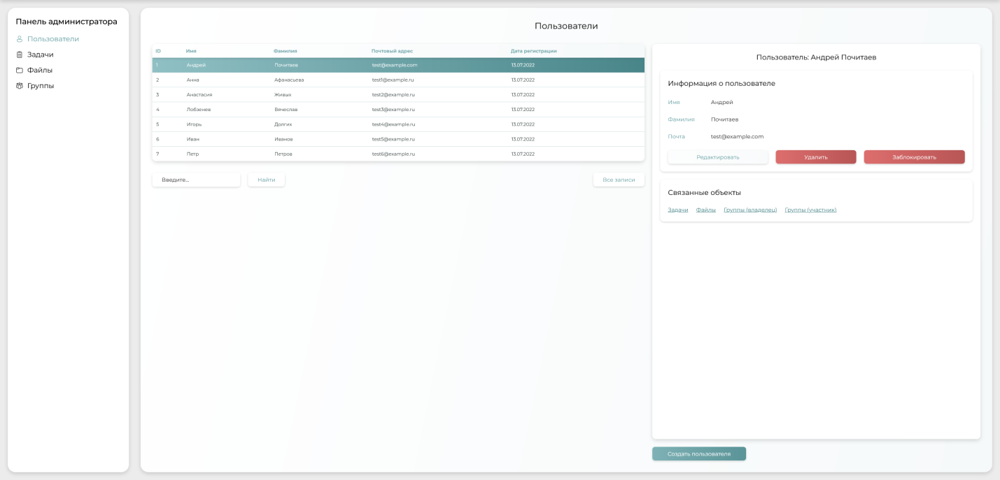 Панель администратора
Пользователи
Задачи
Файлы
Группы
Пользователи
ID Имя Фамилия Почтовый адрес Дата регистрации
1 Андрей Почитаев test@example.com 13.07.2022
2 Анна Афанасьева test1@example.ru 13.07.2022
3 Анастасия Живых test2@example.ru 13.07.2022
4 Лобзенев Вячеслав test3@example.ru 13.07.2022
5 Игорь Долгих test4@example.ru 13.07.2022
6 Иван Иванов test5@example.ru 13.07.2022
7 Петр Петров test6@example.ru 13.07.2022
Введите... Найти Все записи
Пользователь: Андрей Почитаев
Информация о пользователе
Имя Андрей
Фамилия Почитаев
Почта test@example.com
Редактировать Удалить Заблокировать
Связанные объекты
Задачи Файлы Группы (владелец) Группы (участник)
Создать пользователя